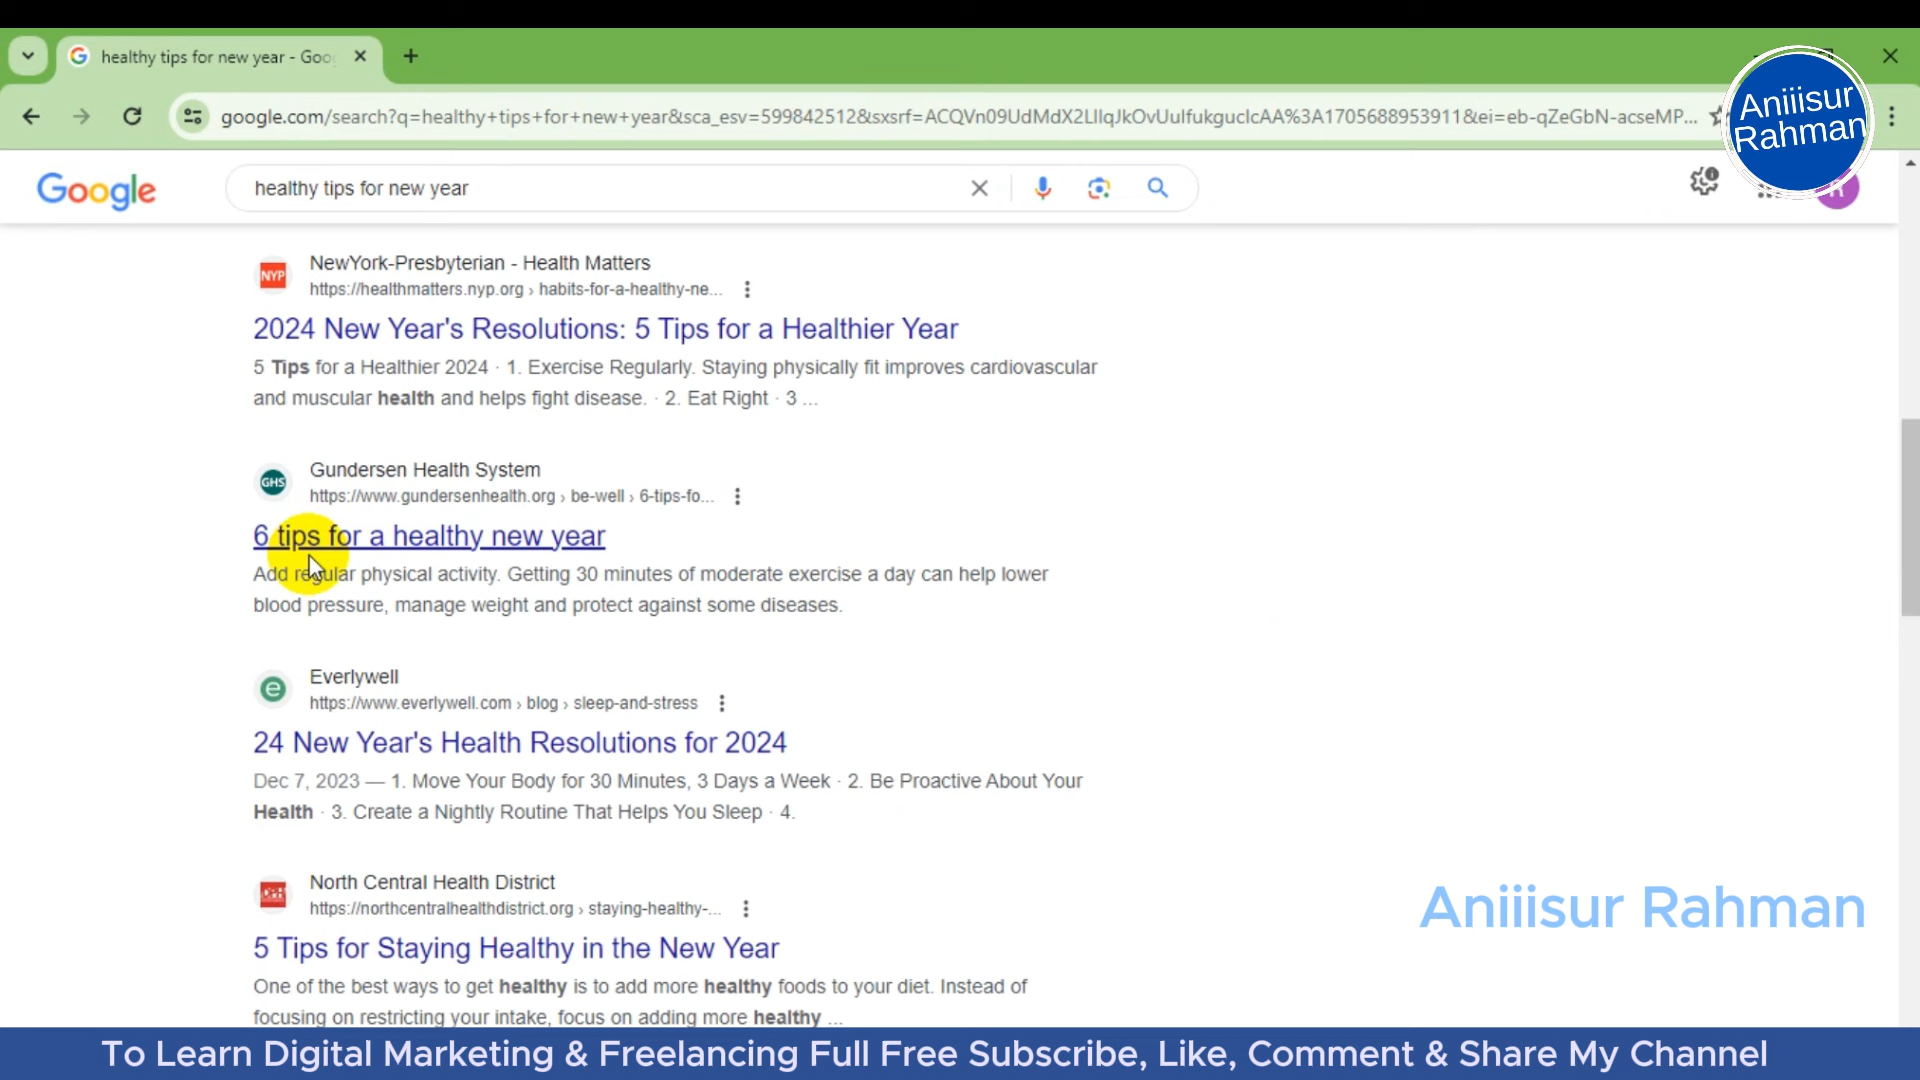 healthy tips for new year - Goo
google.com/search?q=healthy+tips+for+new+year&sca_esv=599842512&sxsrf=ACQVn09UdMdX2LlIqJkOvUuIfukguclcAA%3A1705688953911&ei=eb-qZeGbN-acseMP...
Aniiisur
Rahman
Google
healthy tips for new year
NYP
NewYork-Presbyterian - Health Matters
https://healthmatters.nyp.org › habits-for-a-healthy-ne...
2024 New Year's Resolutions: 5 Tips for a Healthier Year
5 Tips for a Healthier 2024 · 1. Exercise Regularly. Staying physically fit improves cardiovascular
and muscular health and helps fight disease. · 2. Eat Right · 3 ...
GHS
Gundersen Health System
https://www.gundersenhealth.org › be-well › 6-tips-fo...
6 tips for a healthy new year
Add regular physical activity. Getting 30 minutes of moderate exercise a day can help lower
blood pressure, manage weight and protect against some diseases.
e
Everlywell
https://www.everlywell.com › blog › sleep-and-stress
24 New Year's Health Resolutions for 2024
Dec 7, 2023 — 1. Move Your Body for 30 Minutes, 3 Days a Week · 2. Be Proactive About Your
Health · 3. Create a Nightly Routine That Helps You Sleep · 4.
North Central Health District
https://northcentralhealthdistrict.org › staying-healthy-...
5 Tips for Staying Healthy in the New Year
One of the best ways to get healthy is to add more healthy foods to your diet. Instead of
focusing on restricting your intake, focus on adding more healthy ...
Aniiisur Rahman
To Learn Digital Marketing & Freelancing Full Free Subscribe, Like, Comment & Share My Channel